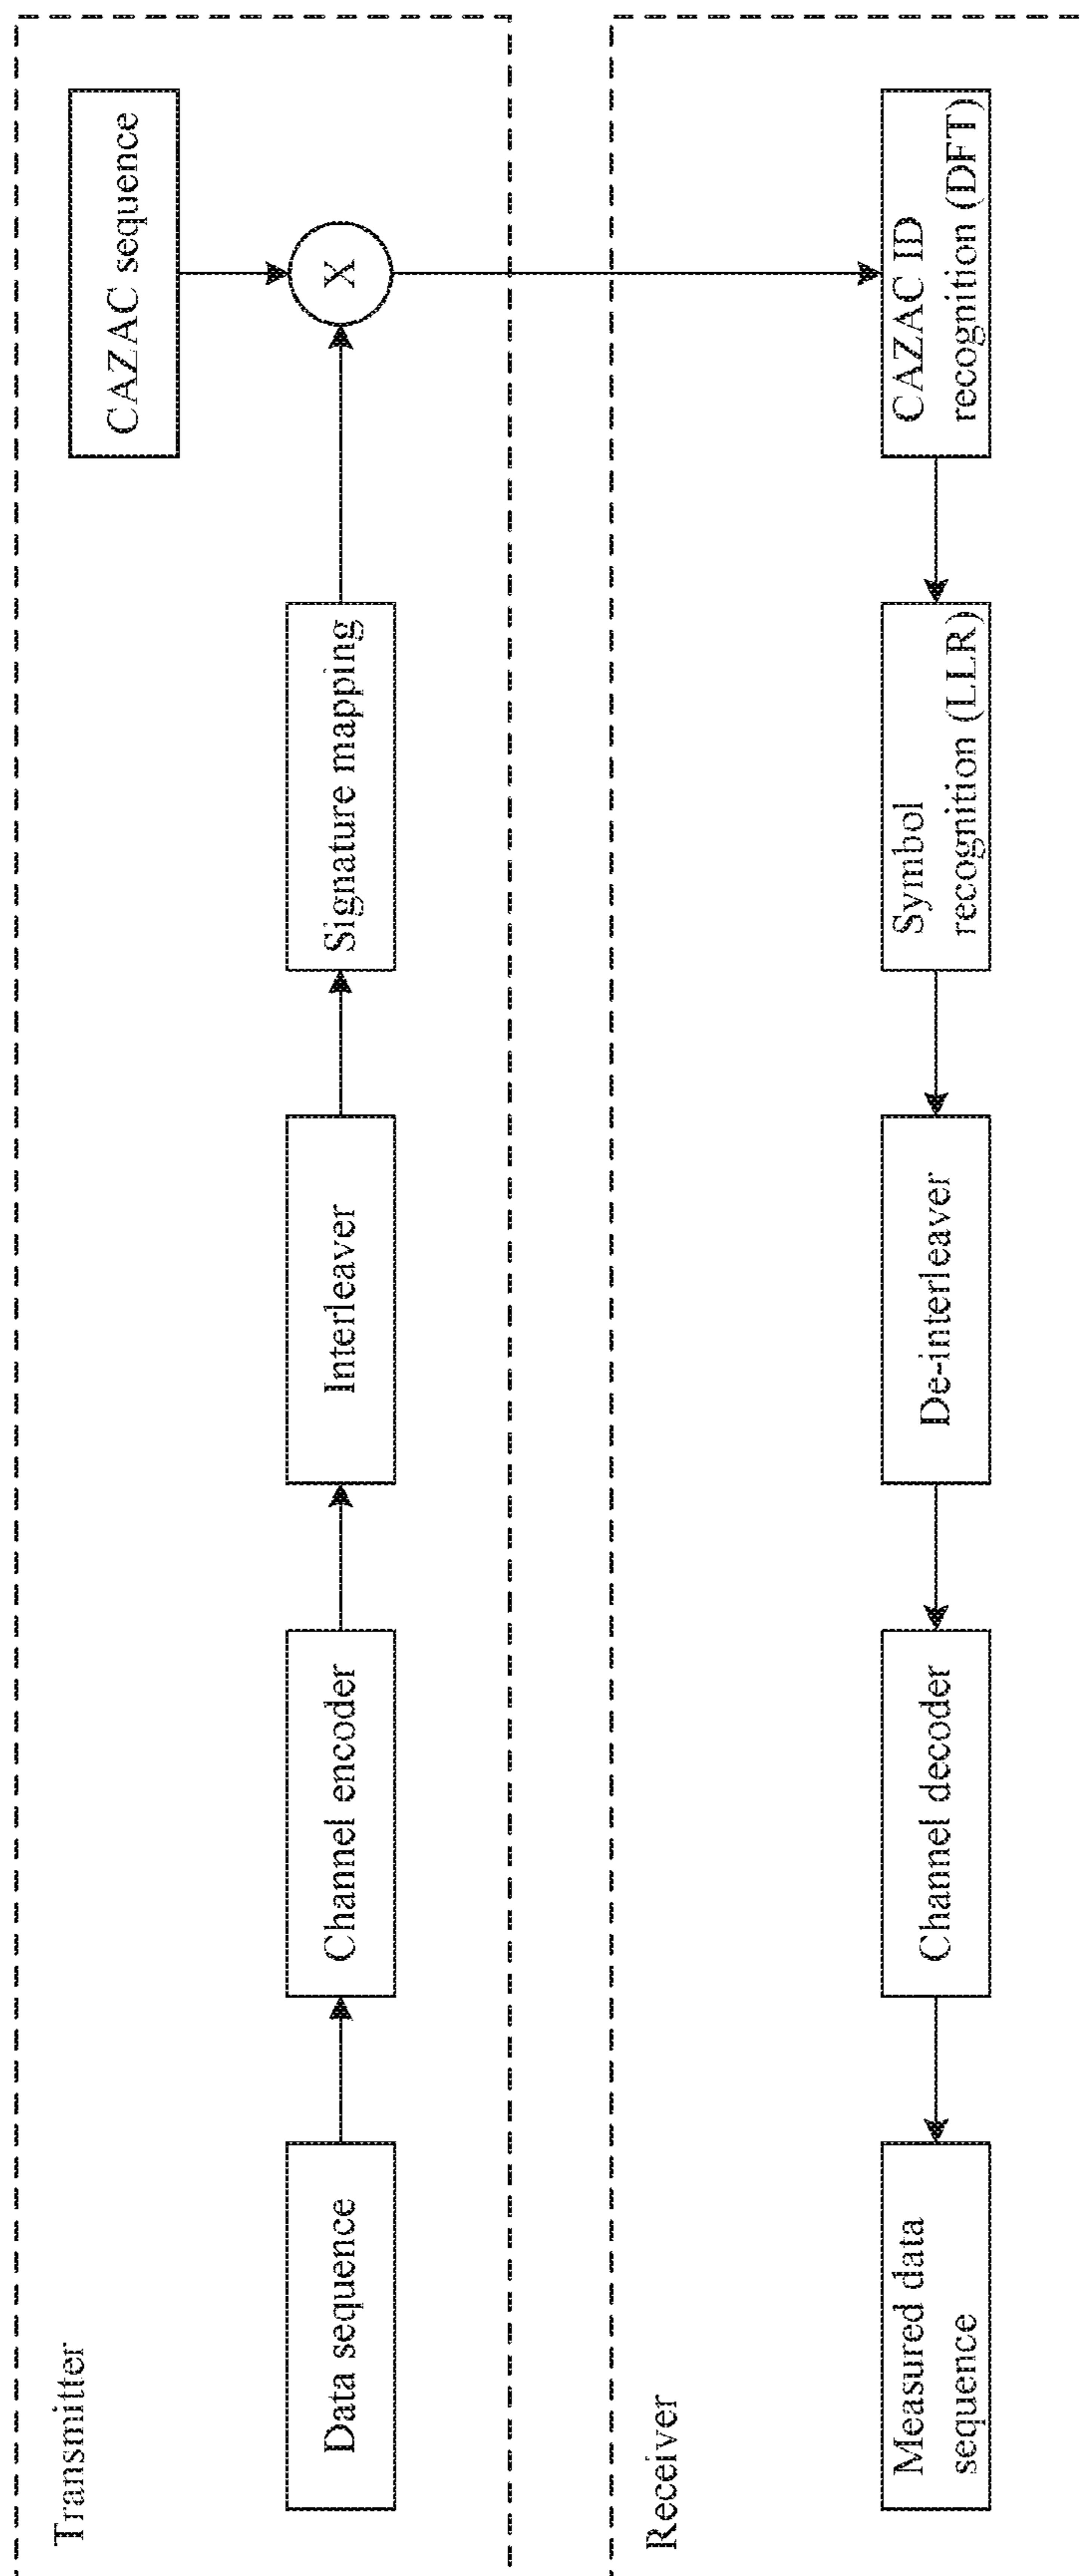 Transmitter
CAZAC sequence
Data sequence
Channel encoder
Interleaver
Signature mapping
X
Receiver
Measured data
sequence
Channel decoder
De-interleaver
Symbol
recognition (LLR)
CAZAC ID
recognition (DFT)